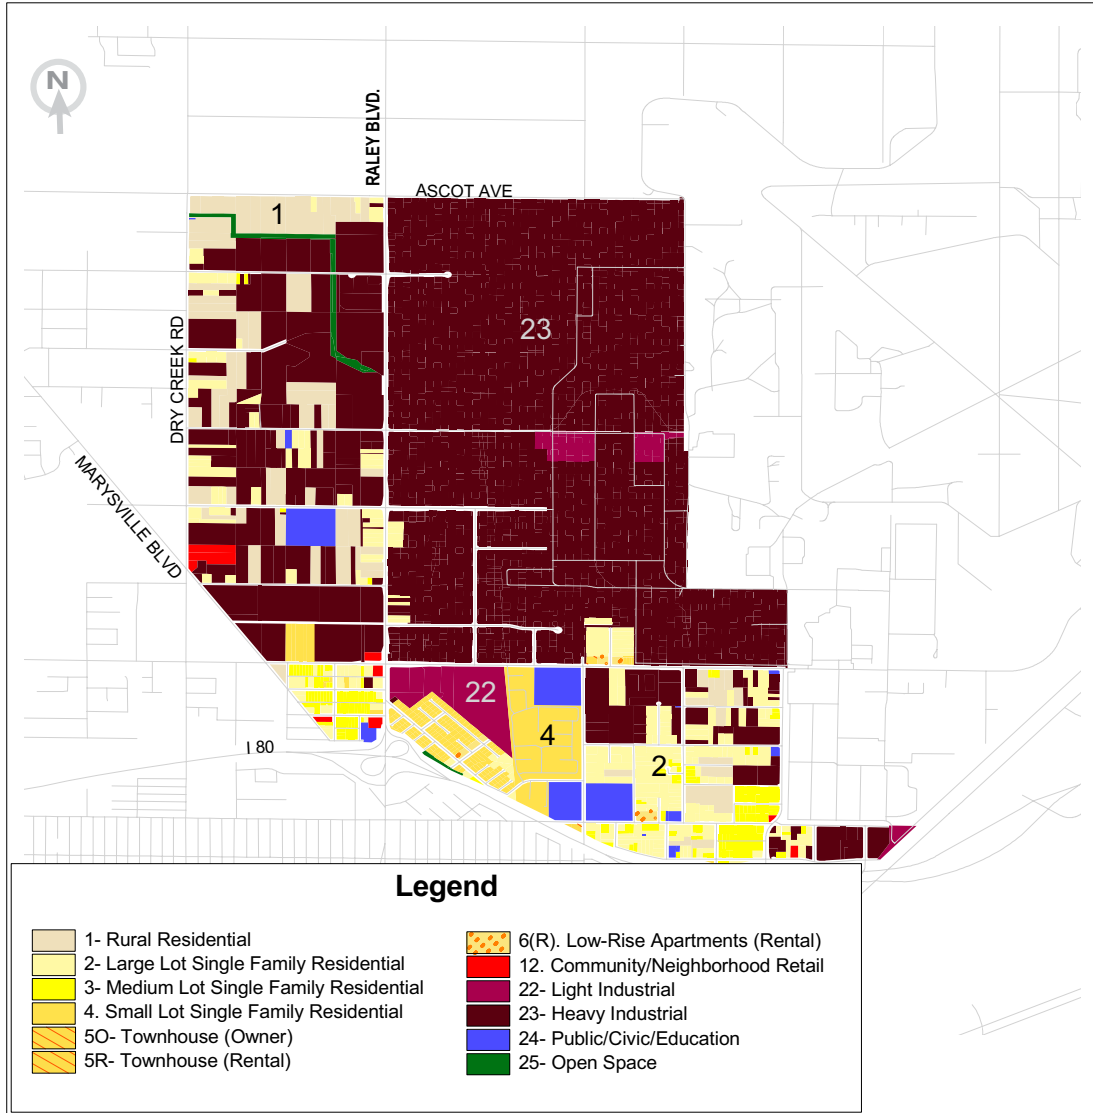 N
RALEY BLVD.
ASCOT AVE
1
23
DRY CREEK RD
MARYSVILLE BLVD
22
4
2
I 80
Legend
1- Rural Residential
2- Large Lot Single Family Residential
3- Medium Lot Single Family Residential
4. Small Lot Single Family Residential
5O- Townhouse (Owner)
5R- Townhouse (Rental)
6(R). Low-Rise Apartments (Rental)
12. Community/Neighborhood Retail
22- Light Industrial
23- Heavy Industrial
24- Public/Civic/Education
25- Open Space